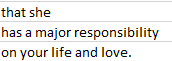 that she
has a major responsibility
on your life and love.